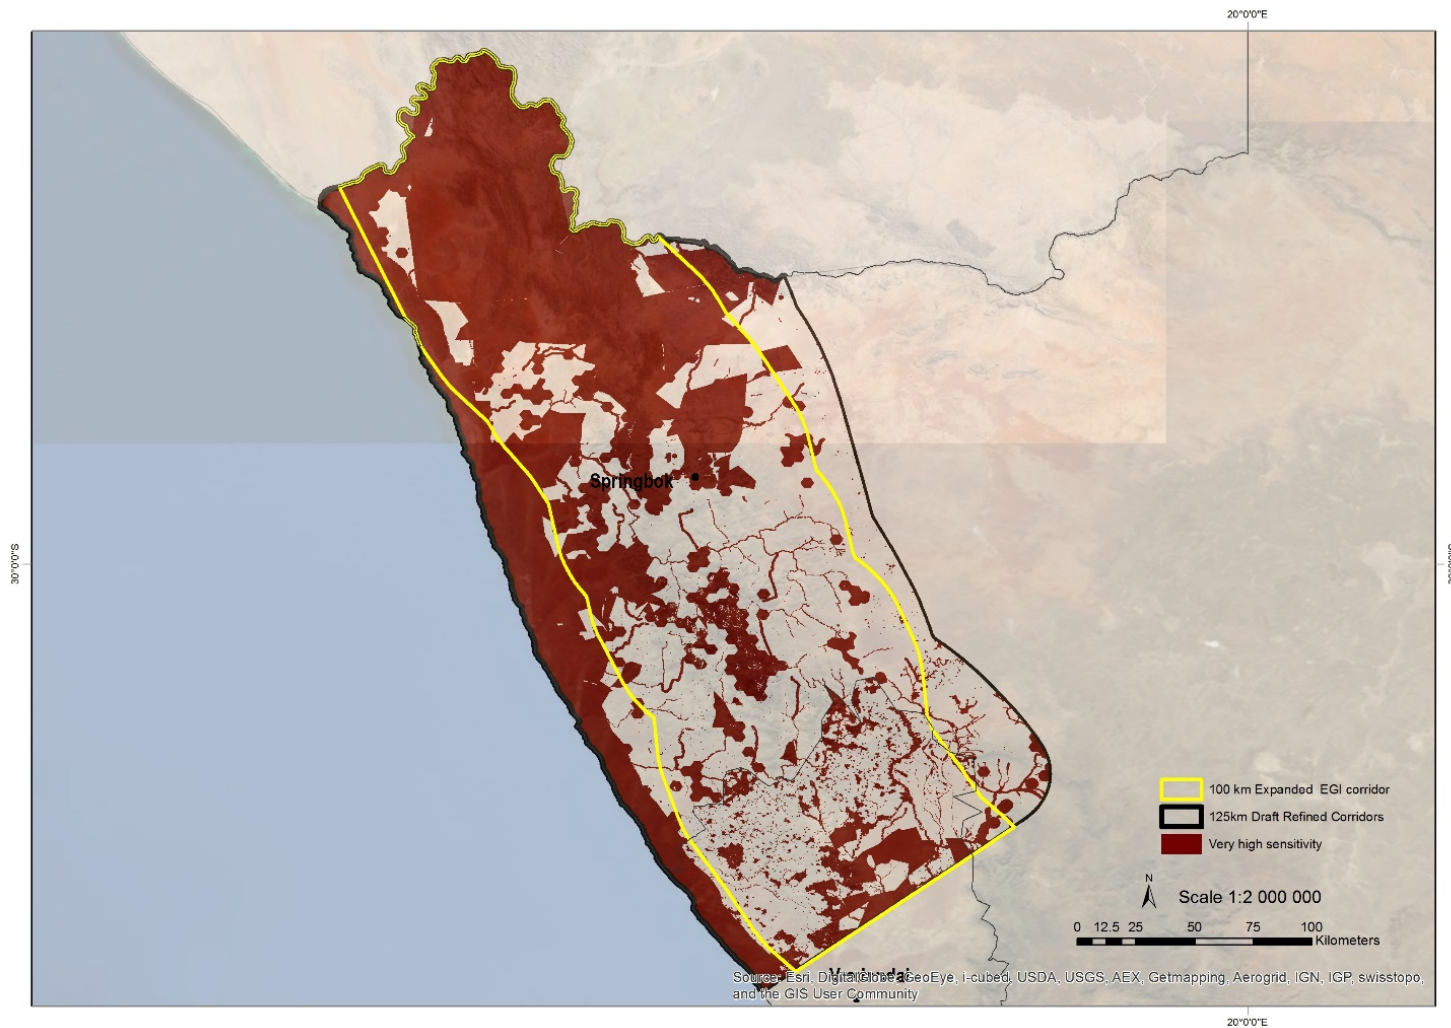 20°0'0"E
Springbok
30°0'0"S
100 km Expanded EGI corridor
125km Draft Refined Corridors
Very high sensitivity
N
Scale 1:2 000 000
0 12.5 25 50 75 100
Kilometers
Source: Esri, DigitalGlobe, GeoEye, i-cubed, USDA, USGS, AEX, Getmapping, Aerogrid, IGN, IGP, swisstopo,
and the GIS User Community
20°0'0"E